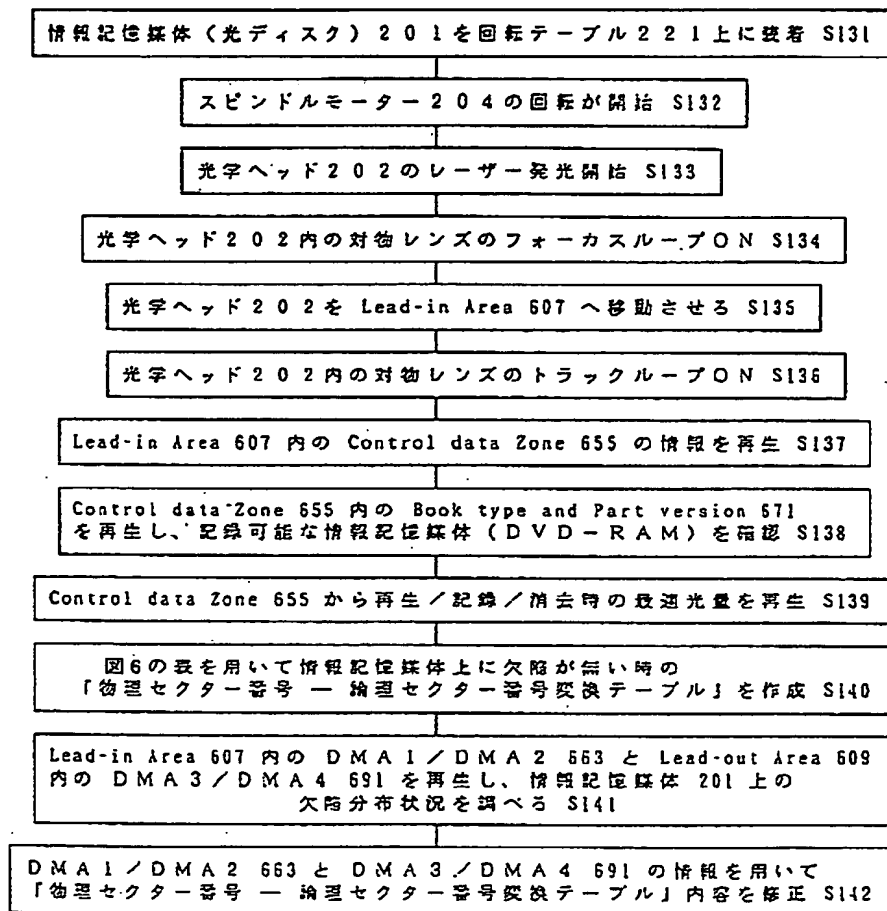 情報記憶媒体（光ディスク）２０１を回転テーブル２２１上に装着 S131
スピンドルモーター２０４の回転が開始 S132
光学ヘッド２０２のレーザー発光開始 S133
光学ヘッド２０２内の対物レンズのフォーカスループＯＮ S134
光学ヘッド２０２を Lead-in Area 607 へ移動させる S135
光学ヘッド２０２内の対物レンズのトラックループＯＮ S136
Lead-in Area 607 内の Control data Zone 655 の情報を再生 S137
Control data Zone 655 内の Book type and Part version 671
を再生し、記録可能な情報記憶媒体（ＤＶＤ－ＲＡＭ）を確認 S138
Control data Zone 655 から再生／記録／消去時の最適光量を再生 S139
図６の表を用いて情報記憶媒体上に欠陥が無い時の
「物理セクター番号 ― 論理セクター番号変換テーブル」を作成 S140
Lead-in Area 607 内の ＤＭＡ１／ＤＭＡ２ 663 と Lead-out Area 609
内の ＤＭＡ３／ＤＭＡ４ 691 を再生し、情報記憶媒体 201 上の
欠陥分布状況を調べる S141
ＤＭＡ１／ＤＭＡ２ 663 と ＤＭＡ３／ＤＭＡ４ 691 の情報を用いて
「物理セクター番号 ― 論理セクター番号変換テーブル」内容を修正 S142